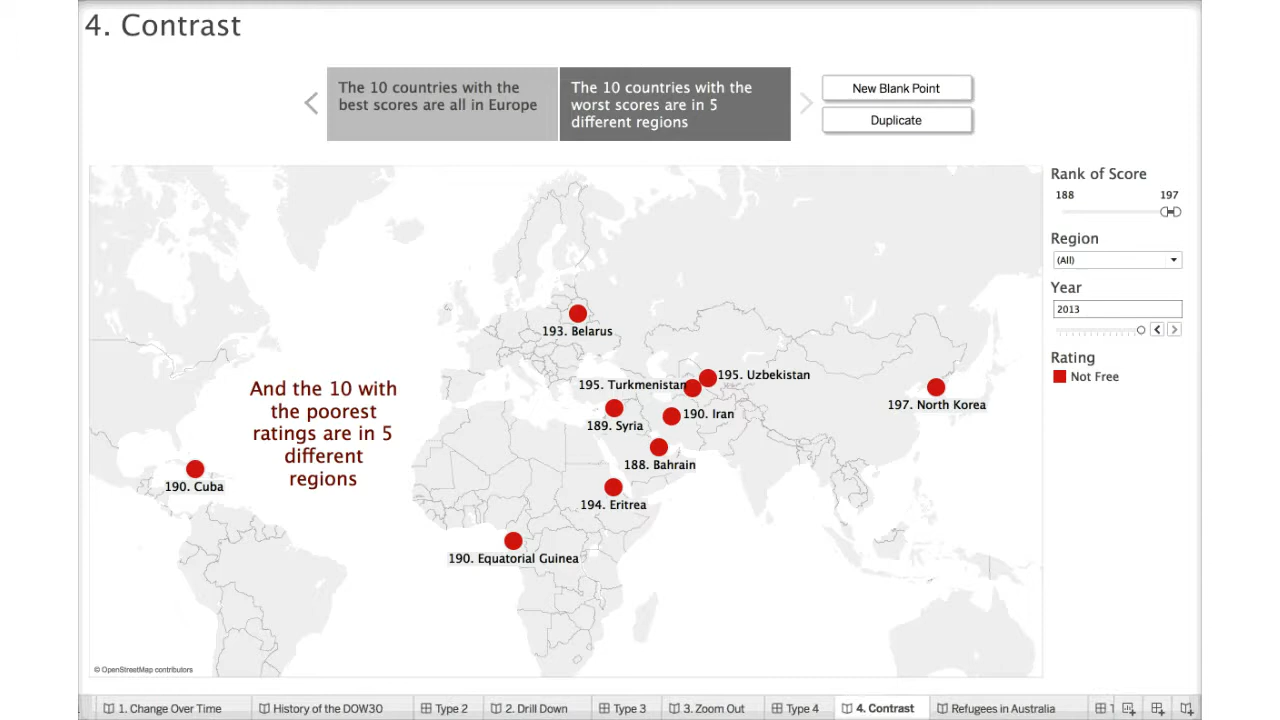 4. Contrast
The 10 countries with the
best scores are all in Europe
The 10 countries with the
worst scores are in 5
different regions
New Blank Point
Duplicate
Rank of Score
188 197
Region
(All)
Year
2013
Rating
Not Free
193. Belarus
195. Uzbekistan
195. Turkmenistan
And the 10 with
the poorest
ratings are in 5
different
regions
197. North Korea
190. Iran
189. Syria
188. Bahrain
190. Cuba
194. Eritrea
190. Equatorial Guinea
© OpenStreetMap contributors
1. Change Over Time
History of the DOW30
Type 2
2. Drill Down
Type 3
3. Zoom Out
Type 4
4. Contrast
Refugees in Australia